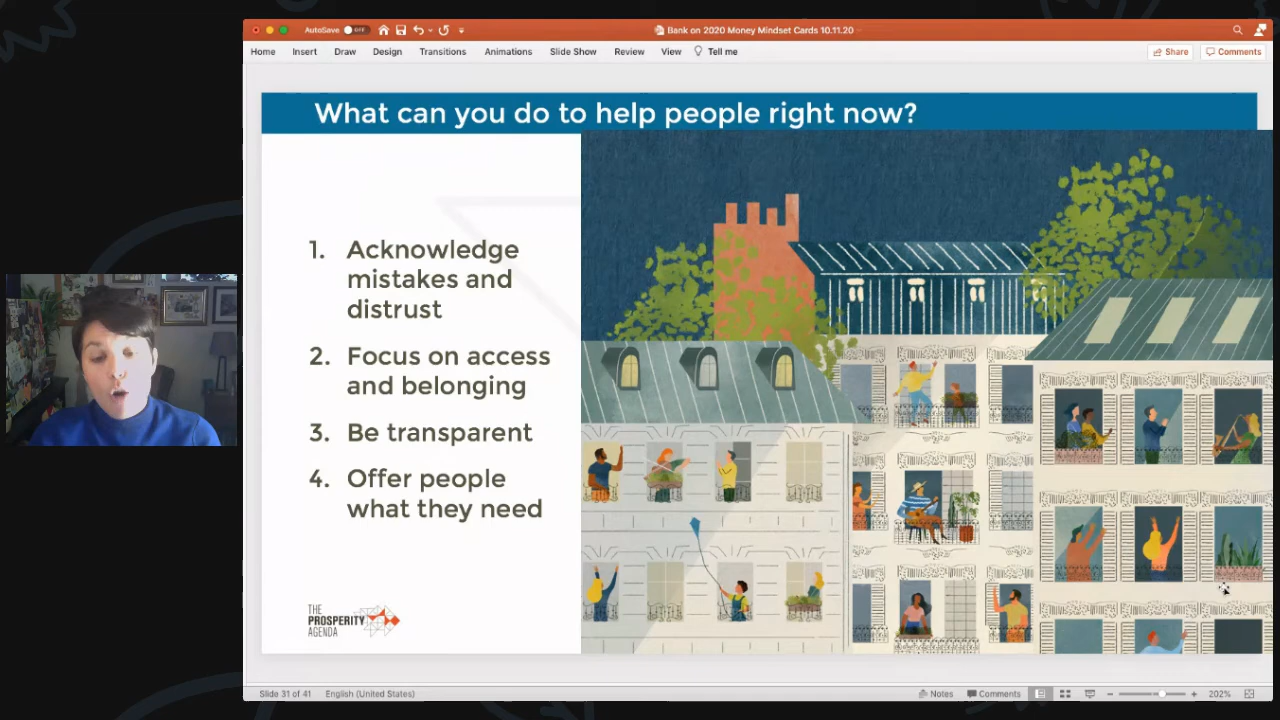 AutoSave OFF
Bank on 2020 Money Mindset Cards 10.11.20
Home Insert Draw Design Transitions Animations Slide Show Review View Tell me Share Comments
What can you do to help people right now?
1. Acknowledge
mistakes and
distrust
2. Focus on access
and belonging
3. Be transparent
4. Offer people
what they need
THE
PROSPERITY
AGENDA
Slide 31 of 41 English (United States) Notes Comments 202%